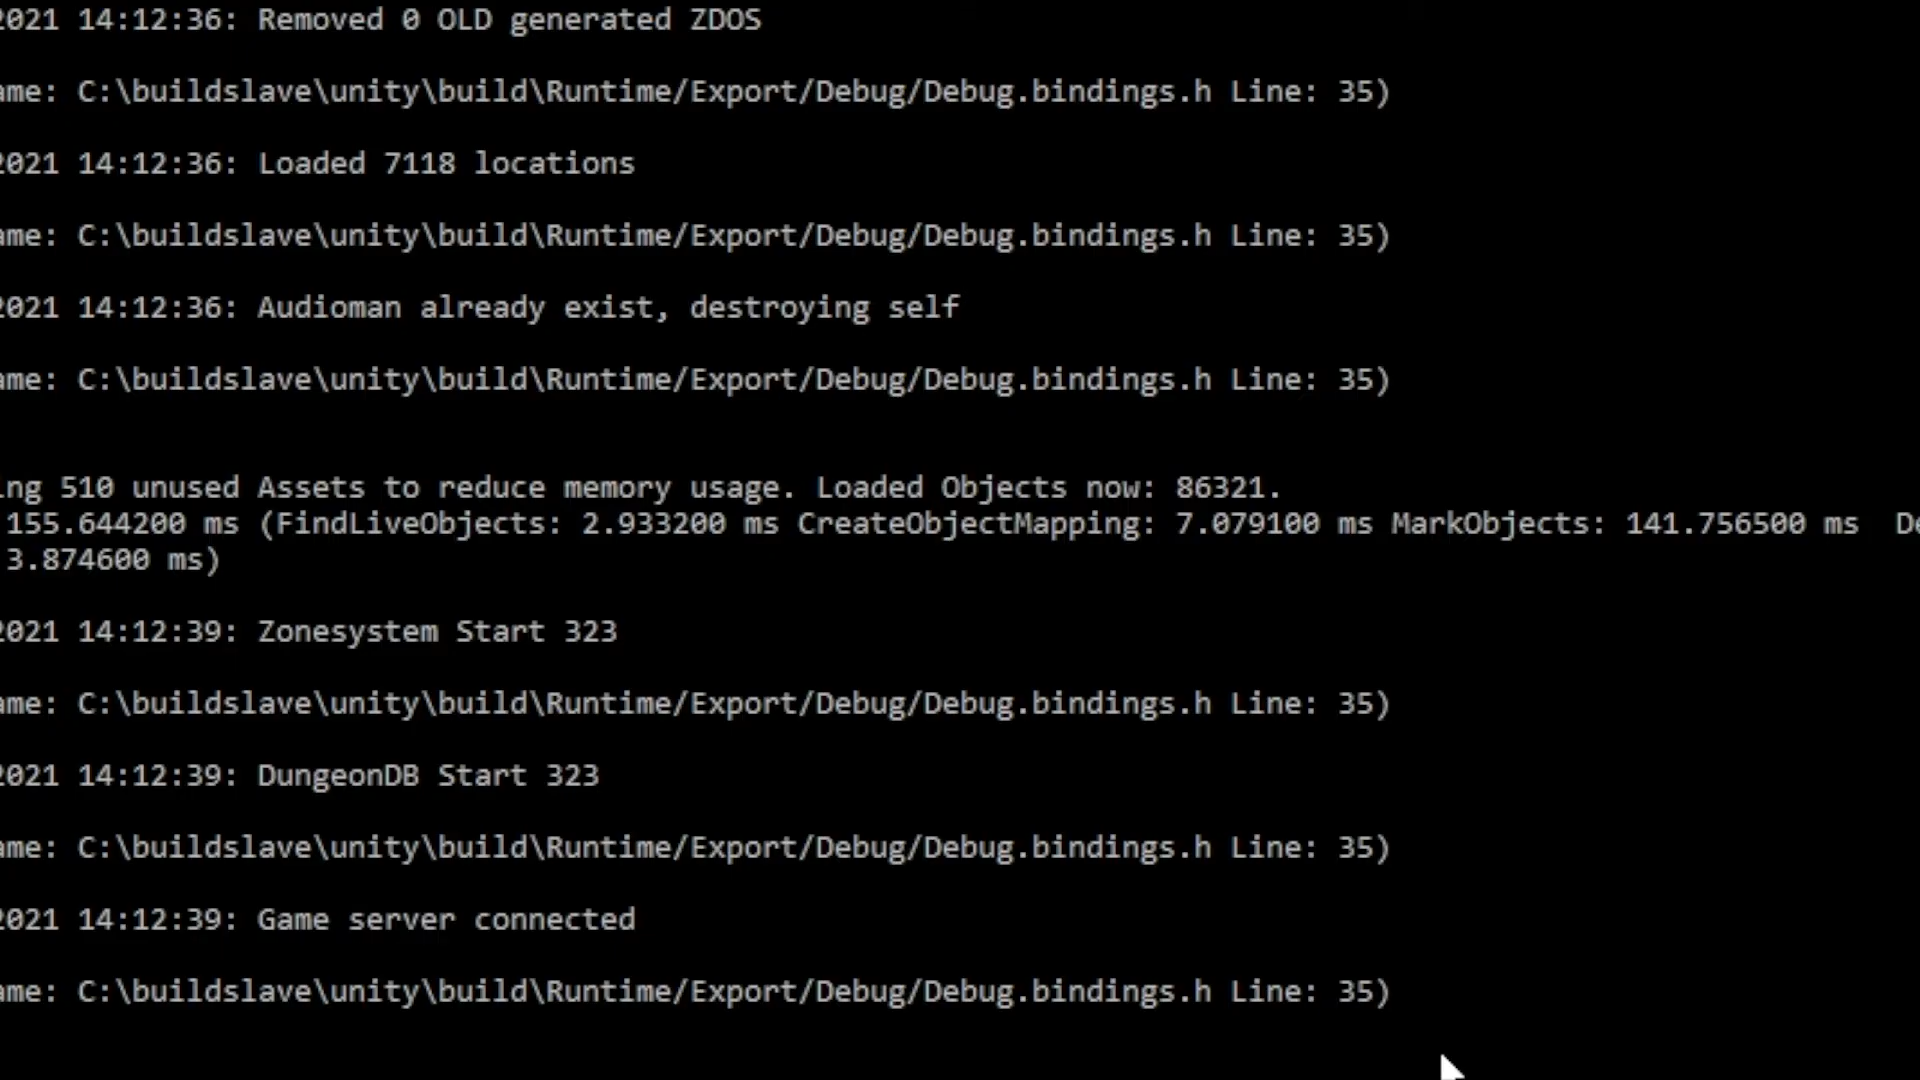 2021 14:12:36: Removed 0 OLD generated ZDOS
ame: C:\buildslave\unity\build\Runtime/Export/Debug/Debug.bindings.h Line: 35)
2021 14:12:36: Loaded 7118 locations
ame: C:\buildslave\unity\build\Runtime/Export/Debug/Debug.bindings.h Line: 35)
2021 14:12:36: Audioman already exist, destroying self
ame: C:\buildslave\unity\build\Runtime/Export/Debug/Debug.bindings.h Line: 35)
ing 510 unused Assets to reduce memory usage. Loaded Objects now: 86321.
155.644200 ms (FindLiveObjects: 2.933200 ms CreateObjectMapping: 7.079100 ms MarkObjects: 141.756500 ms De
3.874600 ms)
2021 14:12:39: Zonesystem Start 323
ame: C:\buildslave\unity\build\Runtime/Export/Debug/Debug.bindings.h Line: 35)
2021 14:12:39: DungeonDB Start 323
ame: C:\buildslave\unity\build\Runtime/Export/Debug/Debug.bindings.h Line: 35)
2021 14:12:39: Game server connected
ame: C:\buildslave\unity\build\Runtime/Export/Debug/Debug.bindings.h Line: 35)